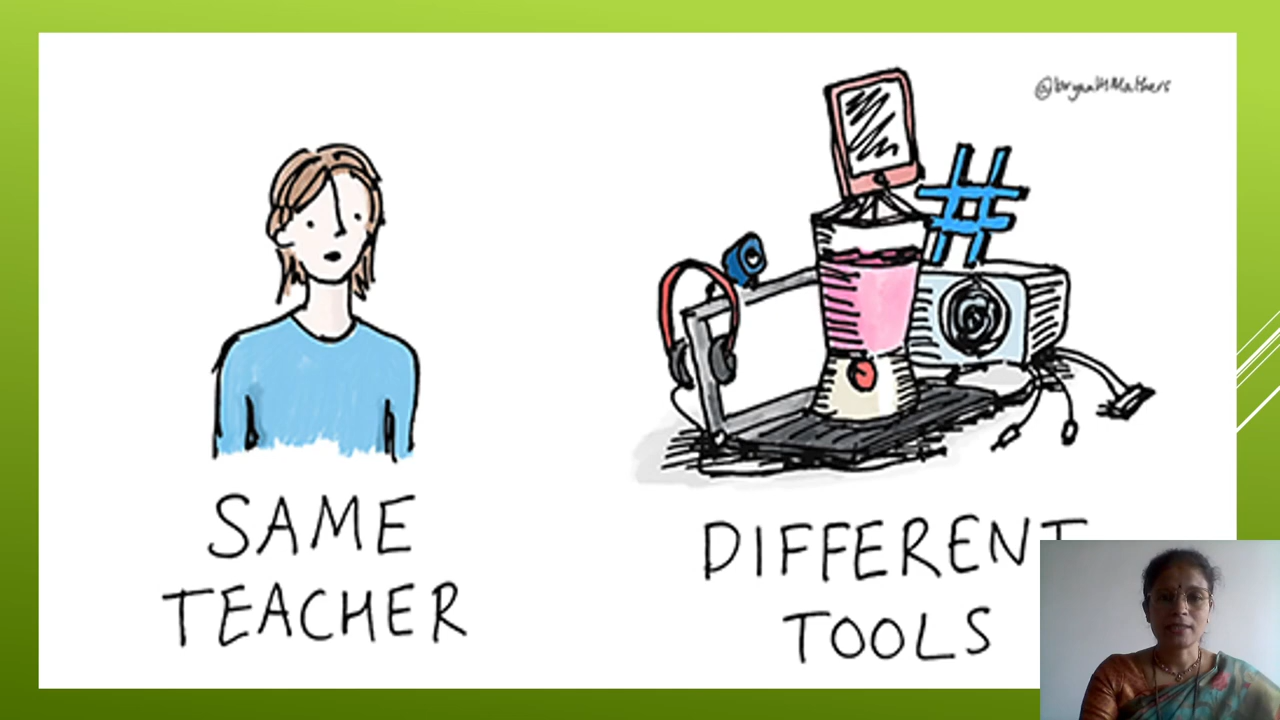 @bryanMMathers
#
SAME
TEACHER
DIFFERENT
TOOLS